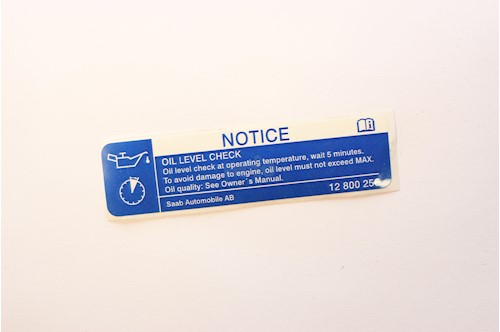 NOTICE
OIL LEVEL CHECK
Oil level check at operating temperature, wait 5 minutes.
To avoid damage to engine, oil level must not exceed MAX.
Oil quality: See Owner´s Manual.
Saab Automobile AB
12 800